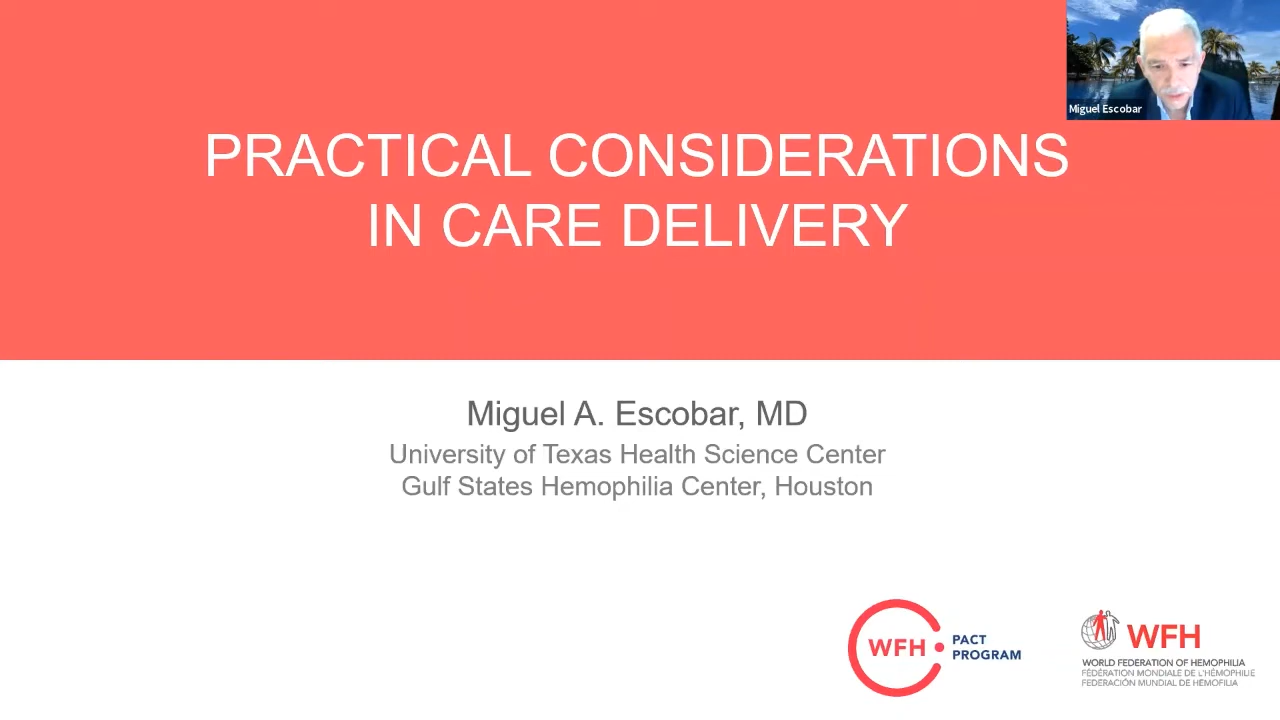 Miguel Escobar
PRACTICAL CONSIDERATIONS
IN CARE DELIVERY
Miguel A. Escobar, MD
University of Texas Health Science Center
Gulf States Hemophilia Center, Houston
WFH
PACT
PROGRAM
WFH
WORLD FEDERATION OF HEMOPHILIA
FÉDÉRATION MONDIALE DE L'HÉMOPHILIE
FEDERACIÓN MUNDIAL DE HEMOFILIA